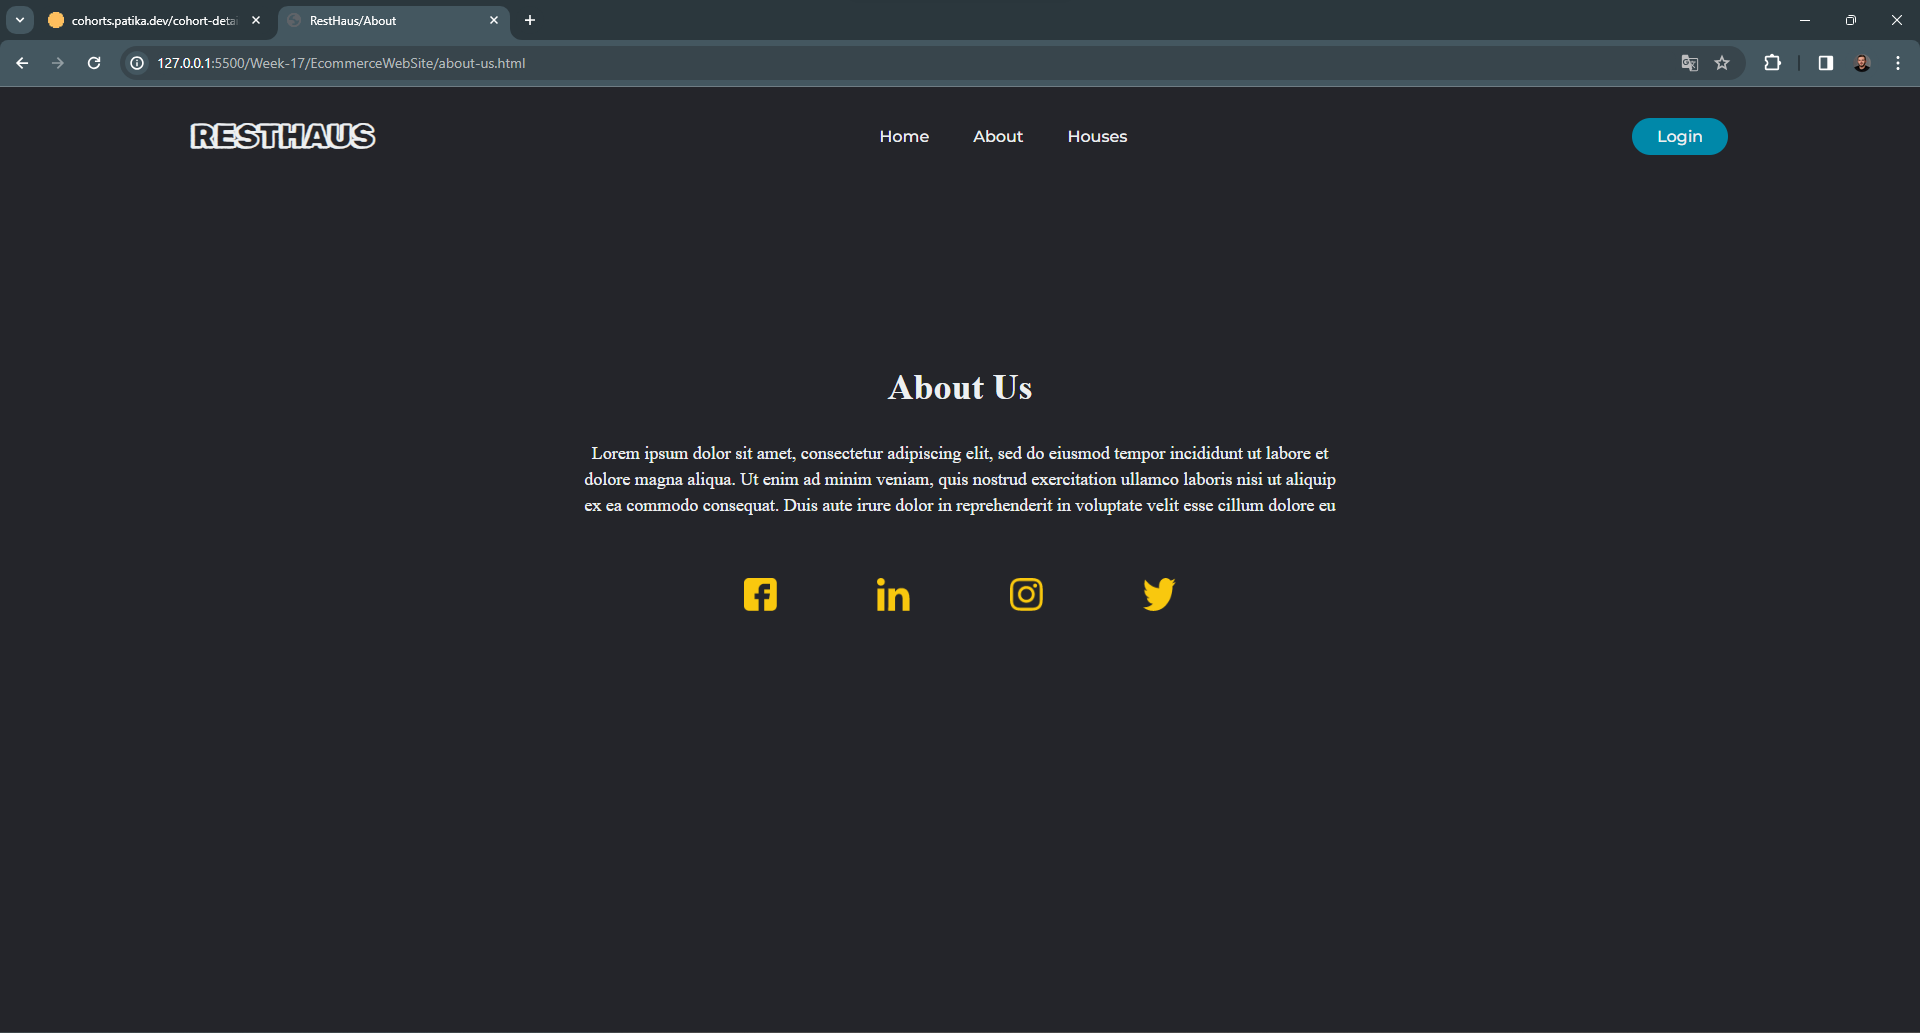 cohorts.patika.dev/cohort-detai
RestHaus/About
127.0.0.1:5500/Week-17/EcommerceWebSite/about-us.html
RESTHAUS
Home
About
Houses
Login
About Us
Lorem ipsum dolor sit amet, consectetur adipiscing elit, sed do eiusmod tempor incididunt ut labore et
dolore magna aliqua. Ut enim ad minim veniam, quis nostrud exercitation ullamco laboris nisi ut aliquip
ex ea commodo consequat. Duis aute irure dolor in reprehenderit in voluptate velit esse cillum dolore eu